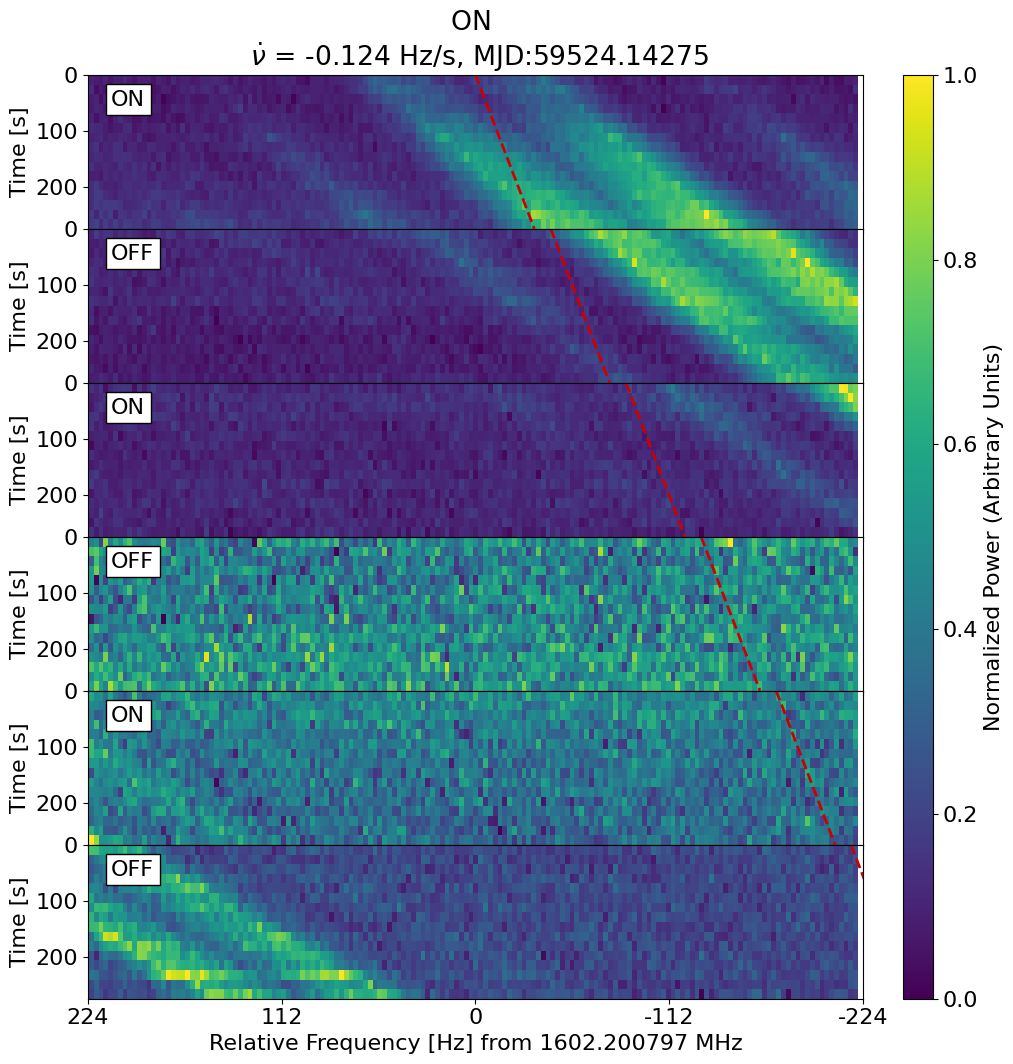 ON
ν̇ = -0.124 Hz/s, MJD:59524.14275
0
ON
100
200
Time [s]
0
OFF
100
200
Time [s]
0
ON
100
200
Time [s]
0
OFF
100
200
Time [s]
0
ON
100
200
Time [s]
0
OFF
100
200
Time [s]
224 112 0 -112 -224
Relative Frequency [Hz] from 1602.200797 MHz
1.0
0.8
0.6
0.4
0.2
0.0
Normalized Power (Arbitrary Units)